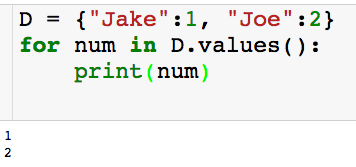 D = {"Jake":1, "Joe":2}
for num in D.values():
    print(num)
1
2